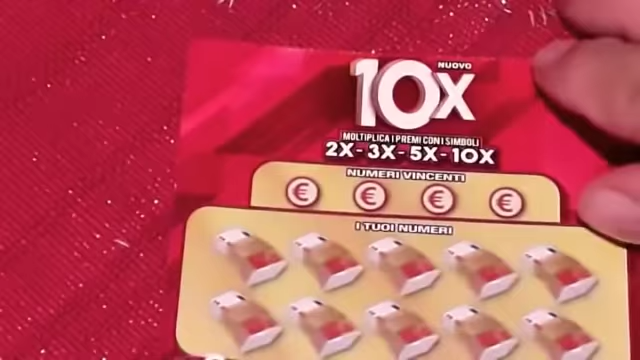 NUOVO
10X
MOLTIPLICA I PREMI CON I SIMBOLI
2X - 3X - 5X - 10X
NUMERI VINCENTI
€ € € €
I TUOI NUMERI